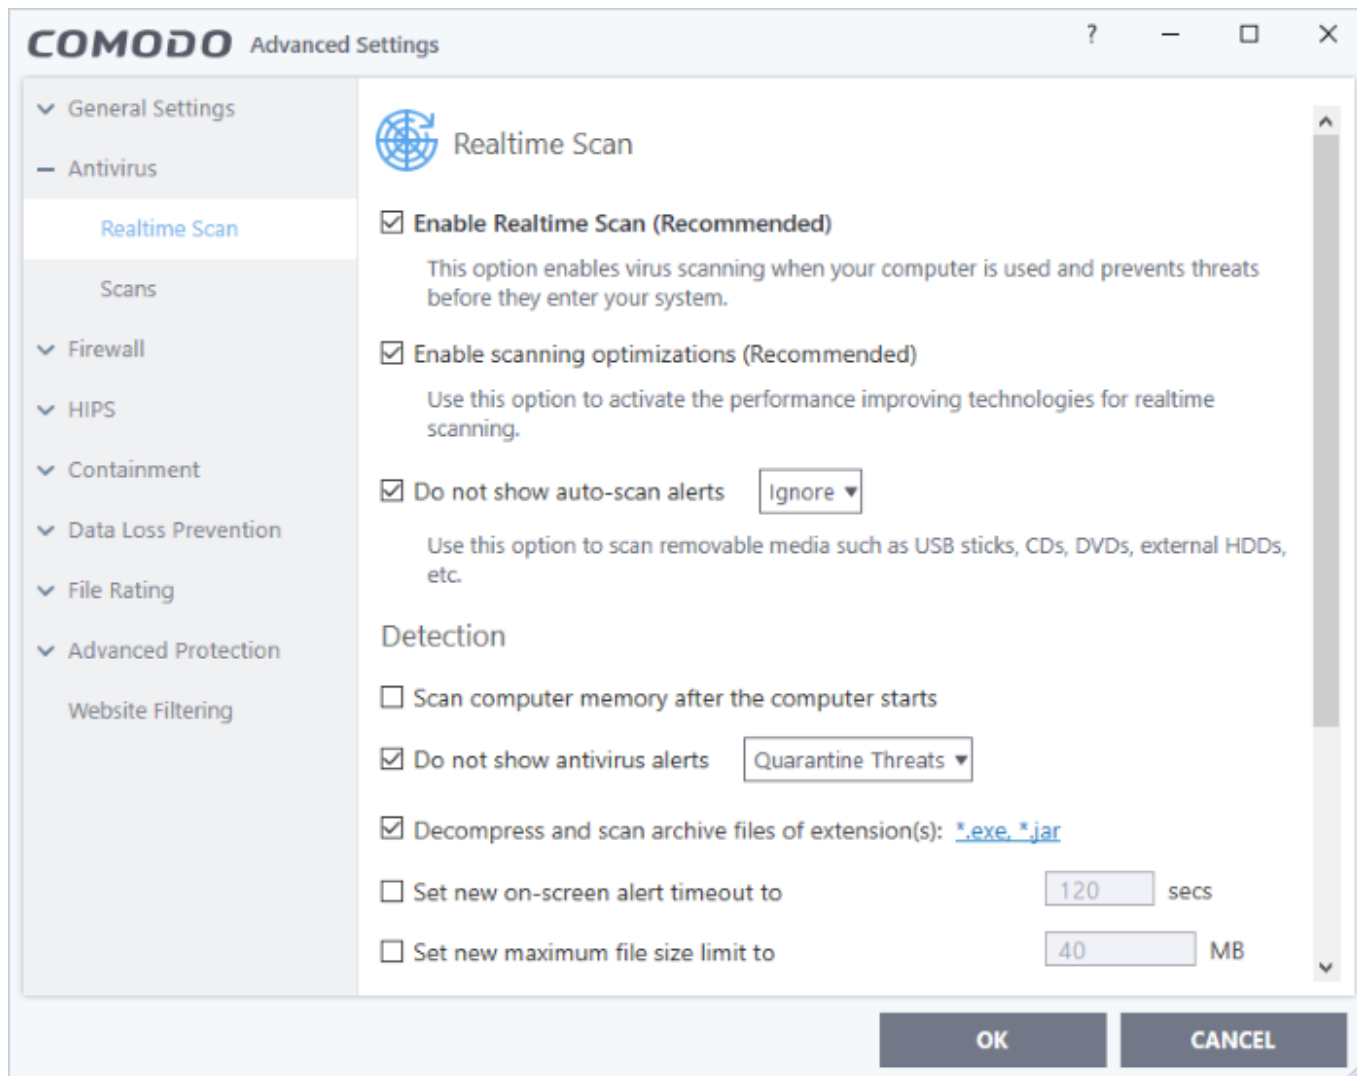 COMODO Advanced Settings
?
General Settings
Antivirus
Realtime Scan
Scans
Firewall
HIPS
Containment
Data Loss Prevention
File Rating
Advanced Protection
Website Filtering
Realtime Scan
Enable Realtime Scan (Recommended)
This option enables virus scanning when your computer is used and prevents threats
before they enter your system.
Enable scanning optimizations (Recommended)
Use this option to activate the performance improving technologies for realtime
scanning.
Do not show auto-scan alerts Ignore
Use this option to scan removable media such as USB sticks, CDs, DVDs, external HDDs,
etc.
Detection
Scan computer memory after the computer starts
Do not show antivirus alerts Quarantine Threats
Decompress and scan archive files of extension(s): *.exe, *.jar
Set new on-screen alert timeout to 120 secs
Set new maximum file size limit to 40 MB
OK CANCEL